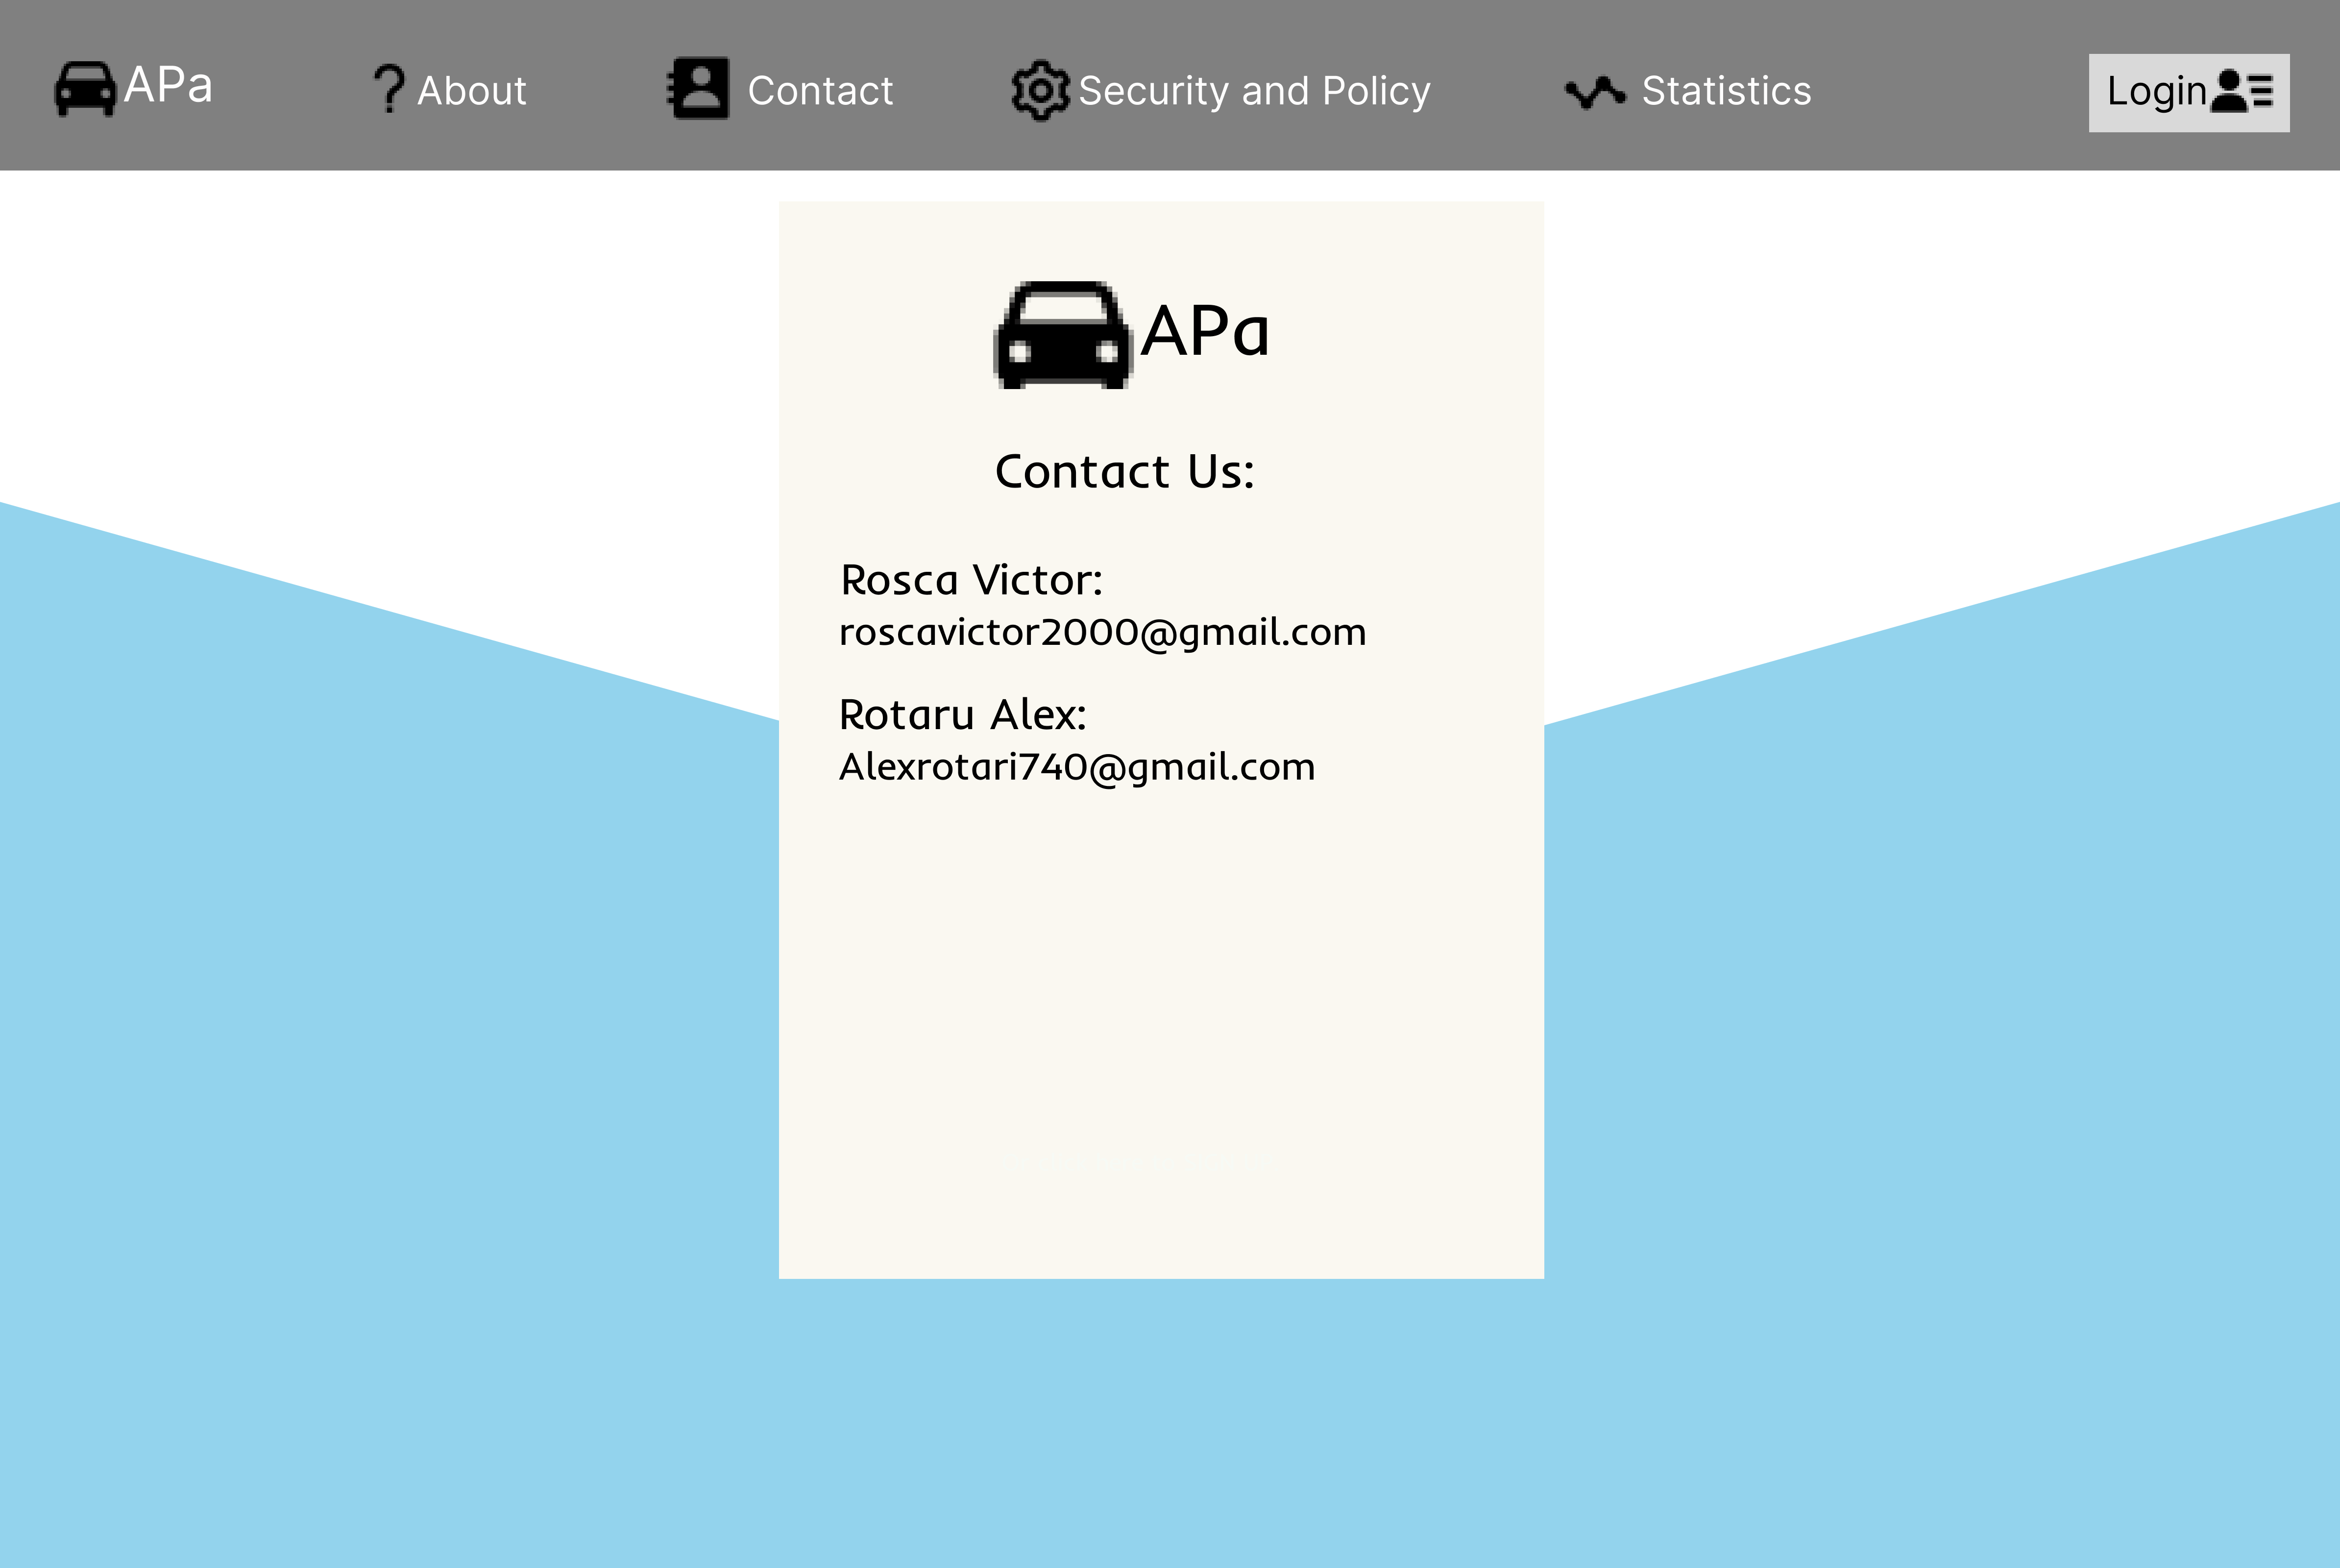 APa
About
Contact
Security and Policy
Statistics
Login
APa
Contact Us:
Rosca Victor:
roscavictor2000@gmail.com
Rotaru Alex:
Alexrotari740@gmail.com